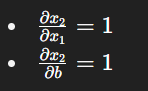 • ∂x₂/∂x₁ = 1
• ∂x₂/∂b = 1